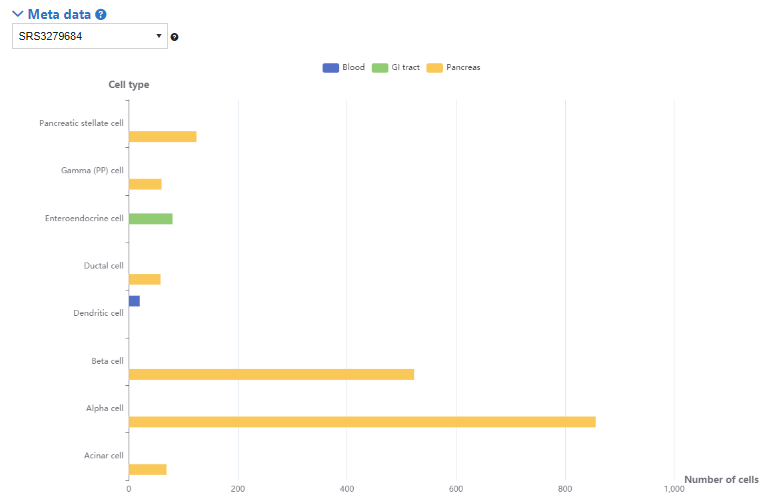 Meta data ?
SRS3279684 ?
Blood GI tract Pancreas
Cell type
Pancreatic stellate cell
Gamma (PP) cell
Enteroendocrine cell
Ductal cell
Dendritic cell
Beta cell
Alpha cell
Acinar cell
Number of cells
0 200 400 600 800 1,000